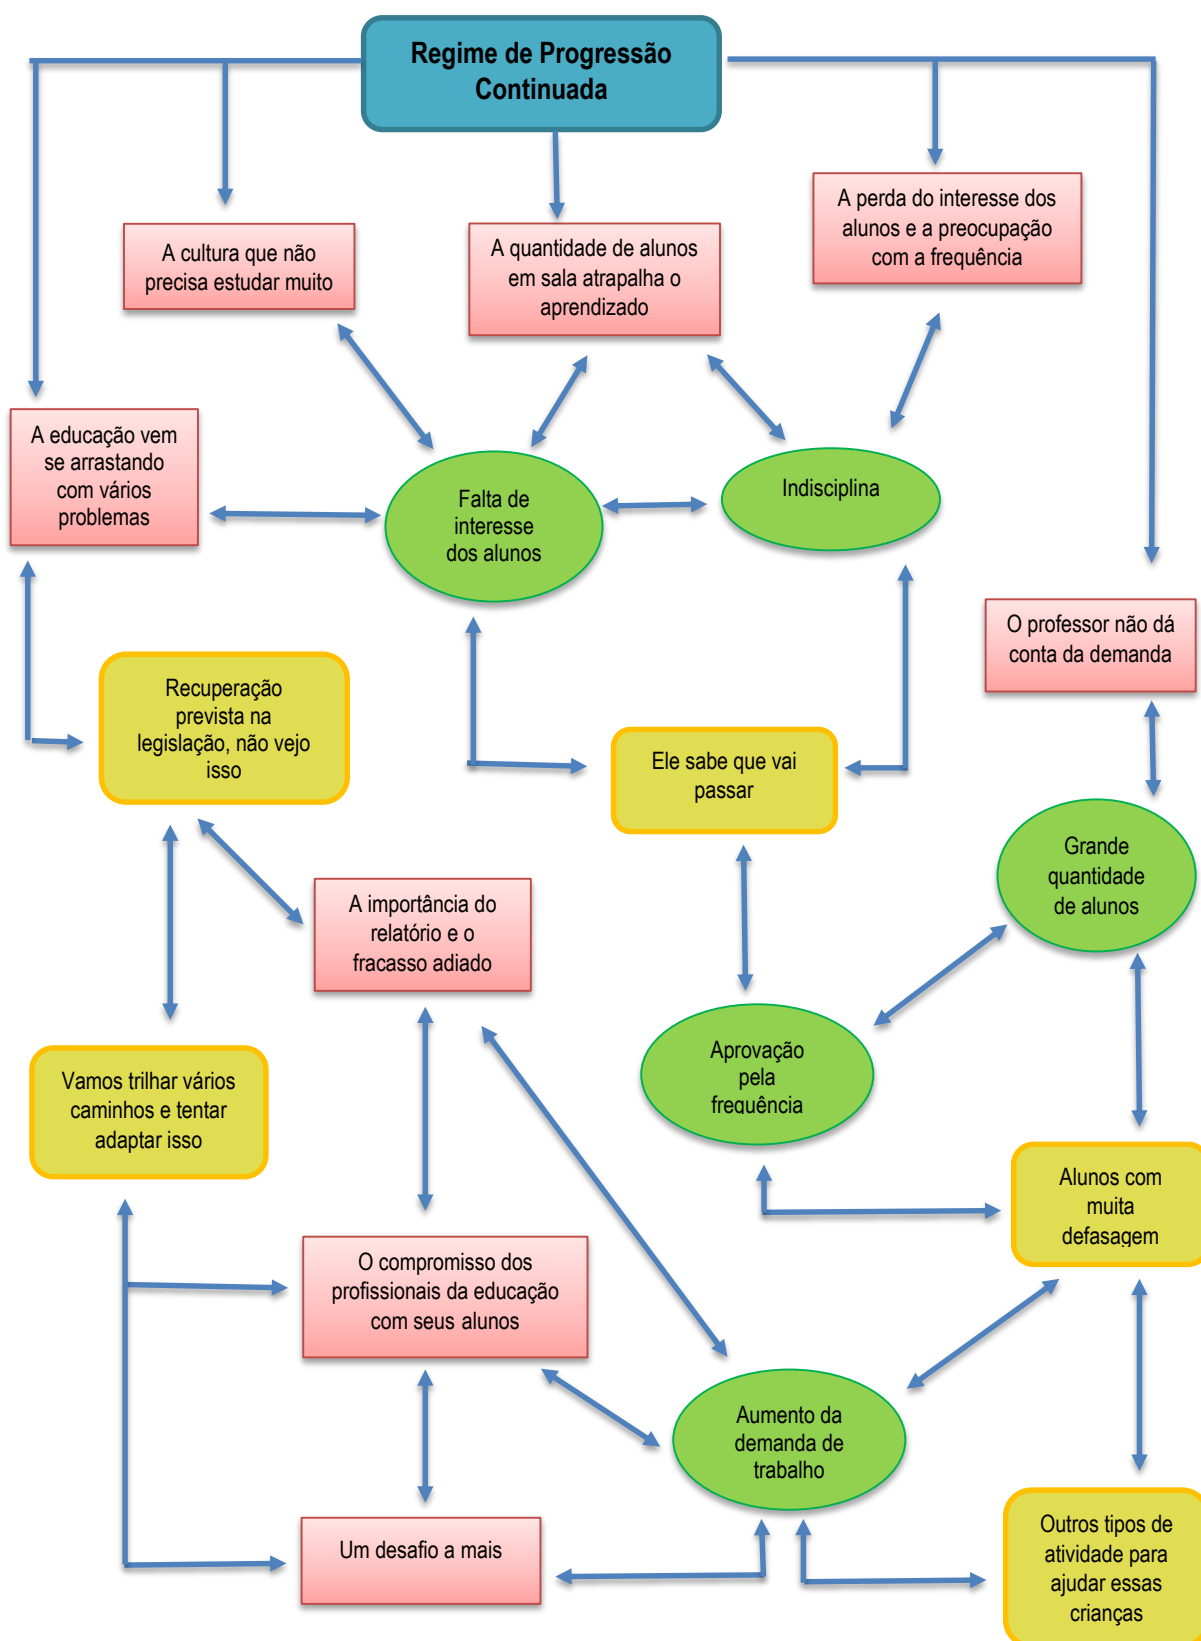 Regime de Progressão
Continuada
A perda do interesse dos
alunos e a preocupação
com a frequência
A cultura que não
precisa estudar muito
A quantidade de alunos
em sala atrapalha o
aprendizado
A educação vem
se arrastando
com vários
problemas
Falta de
interesse
dos alunos
Indisciplina
O professor não dá
conta da demanda
Recuperação
prevista na
legislação, não vejo
isso
Ele sabe que vai
passar
Grande
quantidade
de alunos
A importância do
relatório e o
fracasso adiado
Aprovação
pela
frequência
Vamos trilhar vários
caminhos e tentar
adaptar isso
Alunos com
muita
defasagem
O compromisso dos
profissionais da educação
com seus alunos
Aumento da
demanda de
trabalho
Um desafio a mais
Outros tipos de
atividade para
ajudar essas
crianças